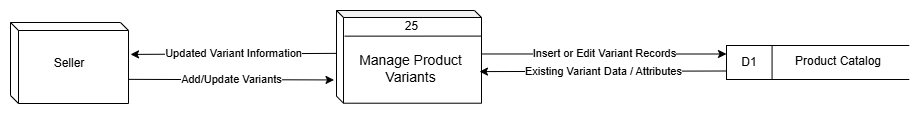 25
Seller
Updated Variant Information
Add/Update Variants
Manage Product
Variants
Insert or Edit Variant Records
Existing Variant Data / Attributes
D1
Product Catalog